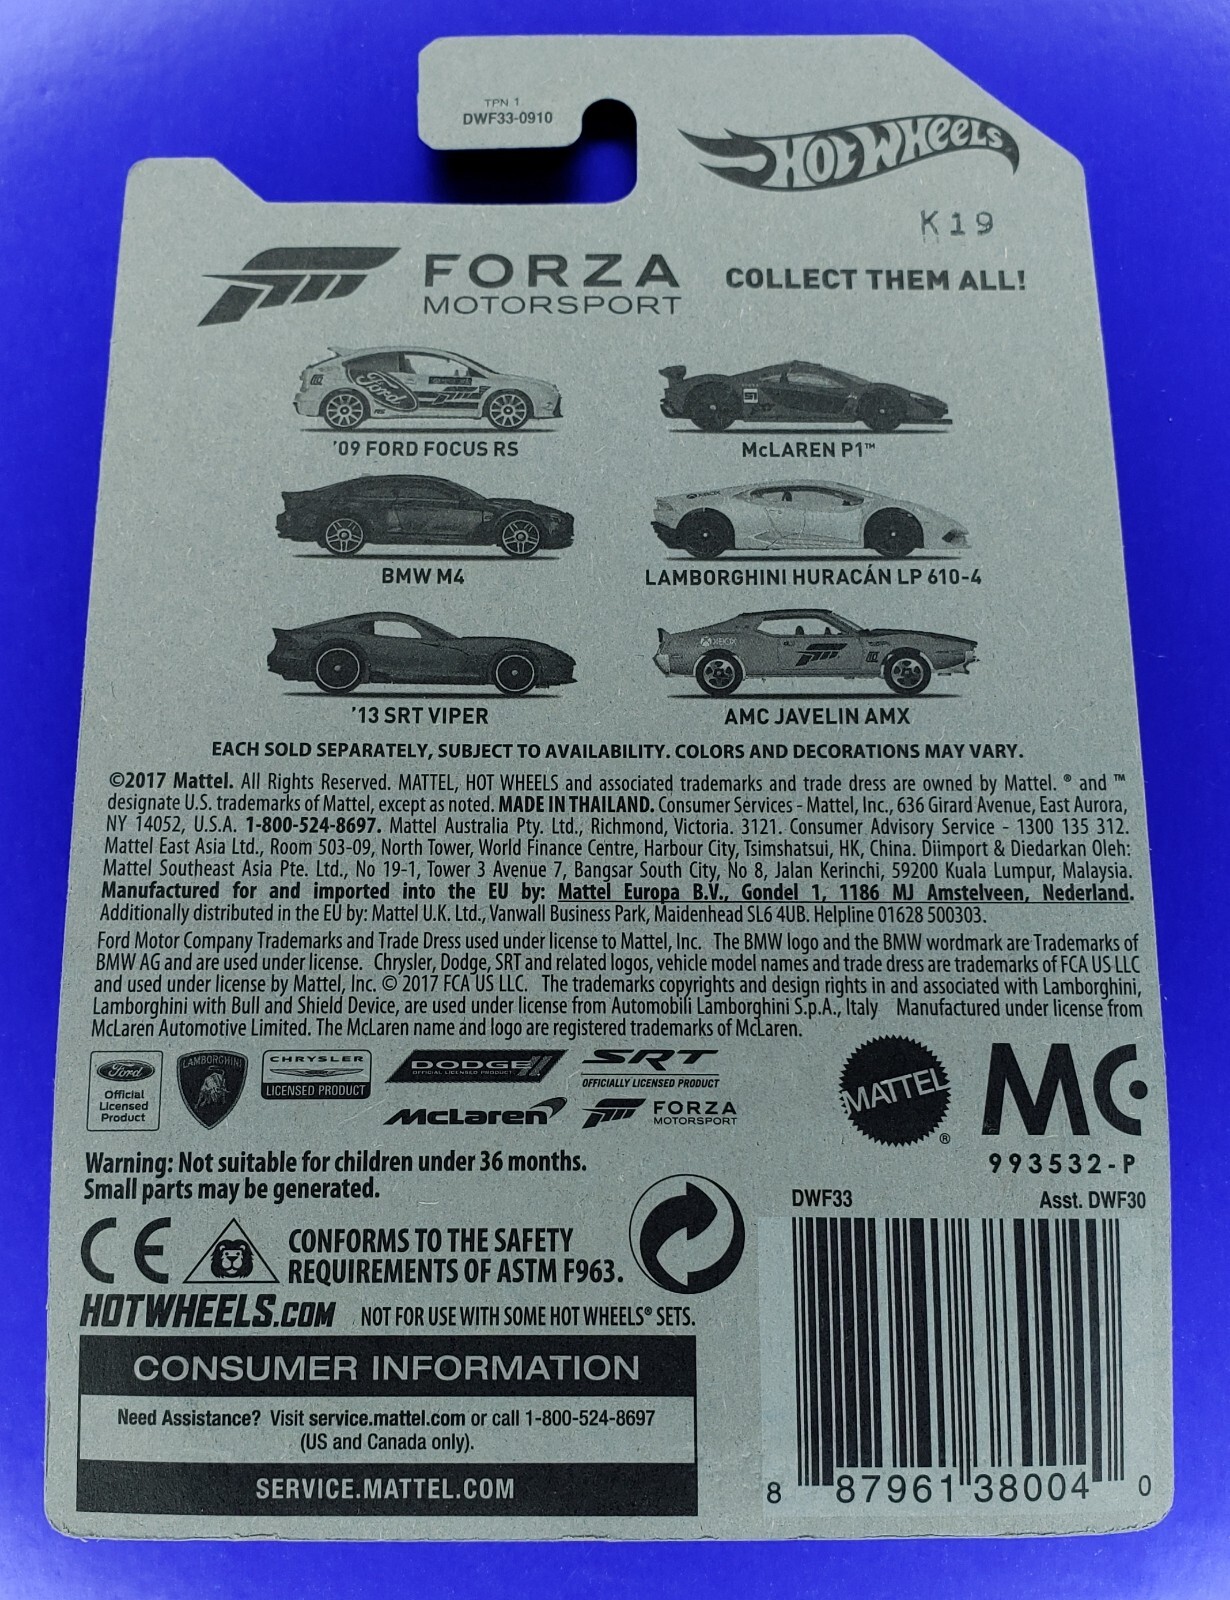 TPN 1
DWF33-0910
HOT WHEELS
K19
FORZA
MOTORSPORT
COLLECT THEM ALL!
Ford
'09 FORD FOCUS RS
51
McLAREN P1™
BMW M4
LAMBORGHINI HURACÁN LP 610-4
'13 SRT VIPER
XBOX
AMC JAVELIN AMX
EACH SOLD SEPARATELY, SUBJECT TO AVAILABILITY. COLORS AND DECORATIONS MAY VARY.
©2017 Mattel. All Rights Reserved. MATTEL, HOT WHEELS and associated trademarks and trade dress are owned by Mattel. ® and ™
designate U.S. trademarks of Mattel, except as noted. MADE IN THAILAND. Consumer Services - Mattel, Inc., 636 Girard Avenue, East Aurora,
NY 14052, U.S.A. 1-800-524-8697. Mattel Australia Pty. Ltd., Richmond, Victoria. 3121. Consumer Advisory Service - 1300 135 312.
Mattel East Asia Ltd., Room 503-09, North Tower, World Finance Centre, Harbour City, Tsimshatsui, HK, China. Diimport & Diedarkan Oleh:
Mattel Southeast Asia Pte. Ltd., No 19-1, Tower 3 Avenue 7, Bangsar South City, No 8, Jalan Kerinchi, 59200 Kuala Lumpur, Malaysia.
Manufactured for and imported into the EU by: Mattel Europa B.V., Gondel 1, 1186 MJ Amstelveen, Nederland.
Additionally distributed in the EU by: Mattel U.K. Ltd., Vanwall Business Park, Maidenhead SL6 4UB. Helpline 01628 500303.
Ford Motor Company Trademarks and Trade Dress used under license to Mattel, Inc. The BMW logo and the BMW wordmark are Trademarks of
BMW AG and are used under license. Chrysler, Dodge, SRT and related logos, vehicle model names and trade dress are trademarks of FCA US LLC
and used under license by Mattel, Inc. © 2017 FCA US LLC. The trademarks copyrights and design rights in and associated with Lamborghini,
Lamborghini with Bull and Shield Device, are used under license from Automobili Lamborghini S.p.A., Italy Manufactured under license from
McLaren Automotive Limited. The McLaren name and logo are registered trademarks of McLaren.
Ford
Official
Licensed
Product
LAMBORGHINI
CHRYSLER
LICENSED PRODUCT
DODGE
OFFICIAL LICENSED PRODUCT
SRT
OFFICIALLY LICENSED PRODUCT
McLaren
FORZA
MOTORSPORT
MATTEL
®
MC
993532-P
Warning: Not suitable for children under 36 months.
Small parts may be generated.
CE
CONFORMS TO THE SAFETY
REQUIREMENTS OF ASTM F963.
HOTWHEELS.COM NOT FOR USE WITH SOME HOT WHEELS® SETS.
CONSUMER INFORMATION
Need Assistance? Visit service.mattel.com or call 1-800-524-8697
(US and Canada only).
SERVICE.MATTEL.COM
DWF33 Asst. DWF30
8 87961 38004 0